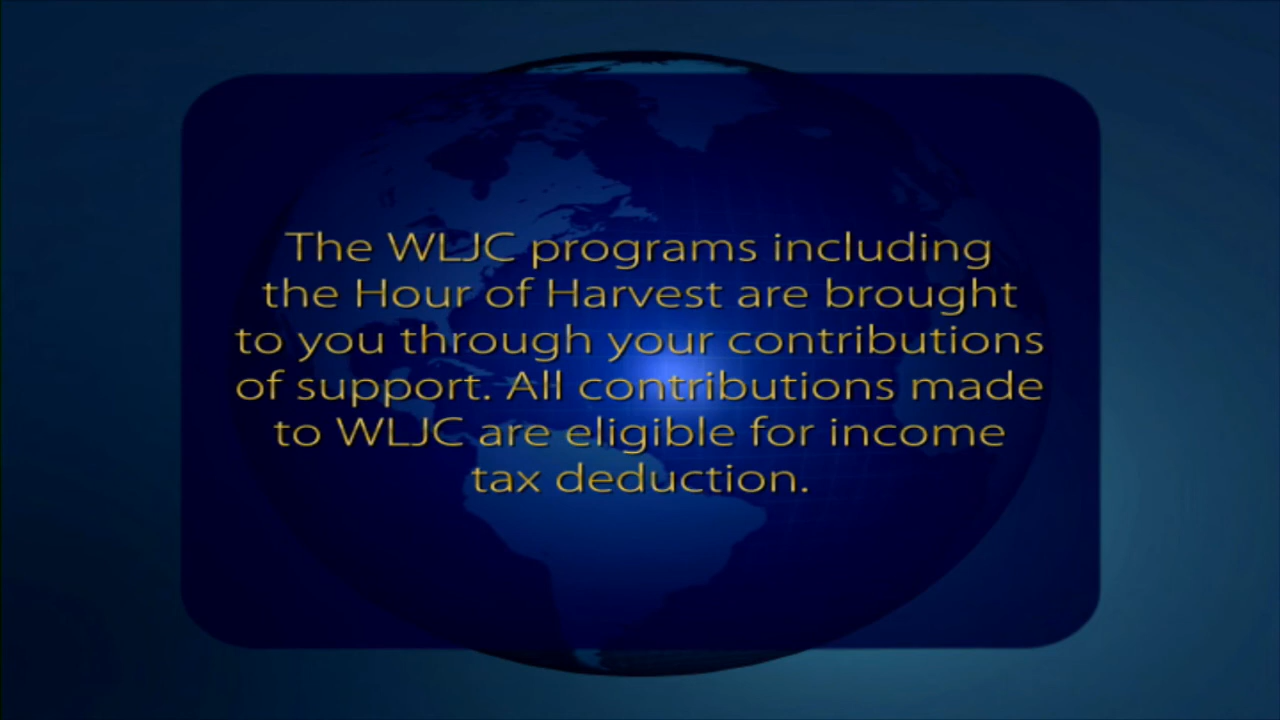 The WLJC programs including
the Hour of Harvest are brought
to you through your contributions
of support. All contributions made
to WLJC are eligible for income
tax deduction.